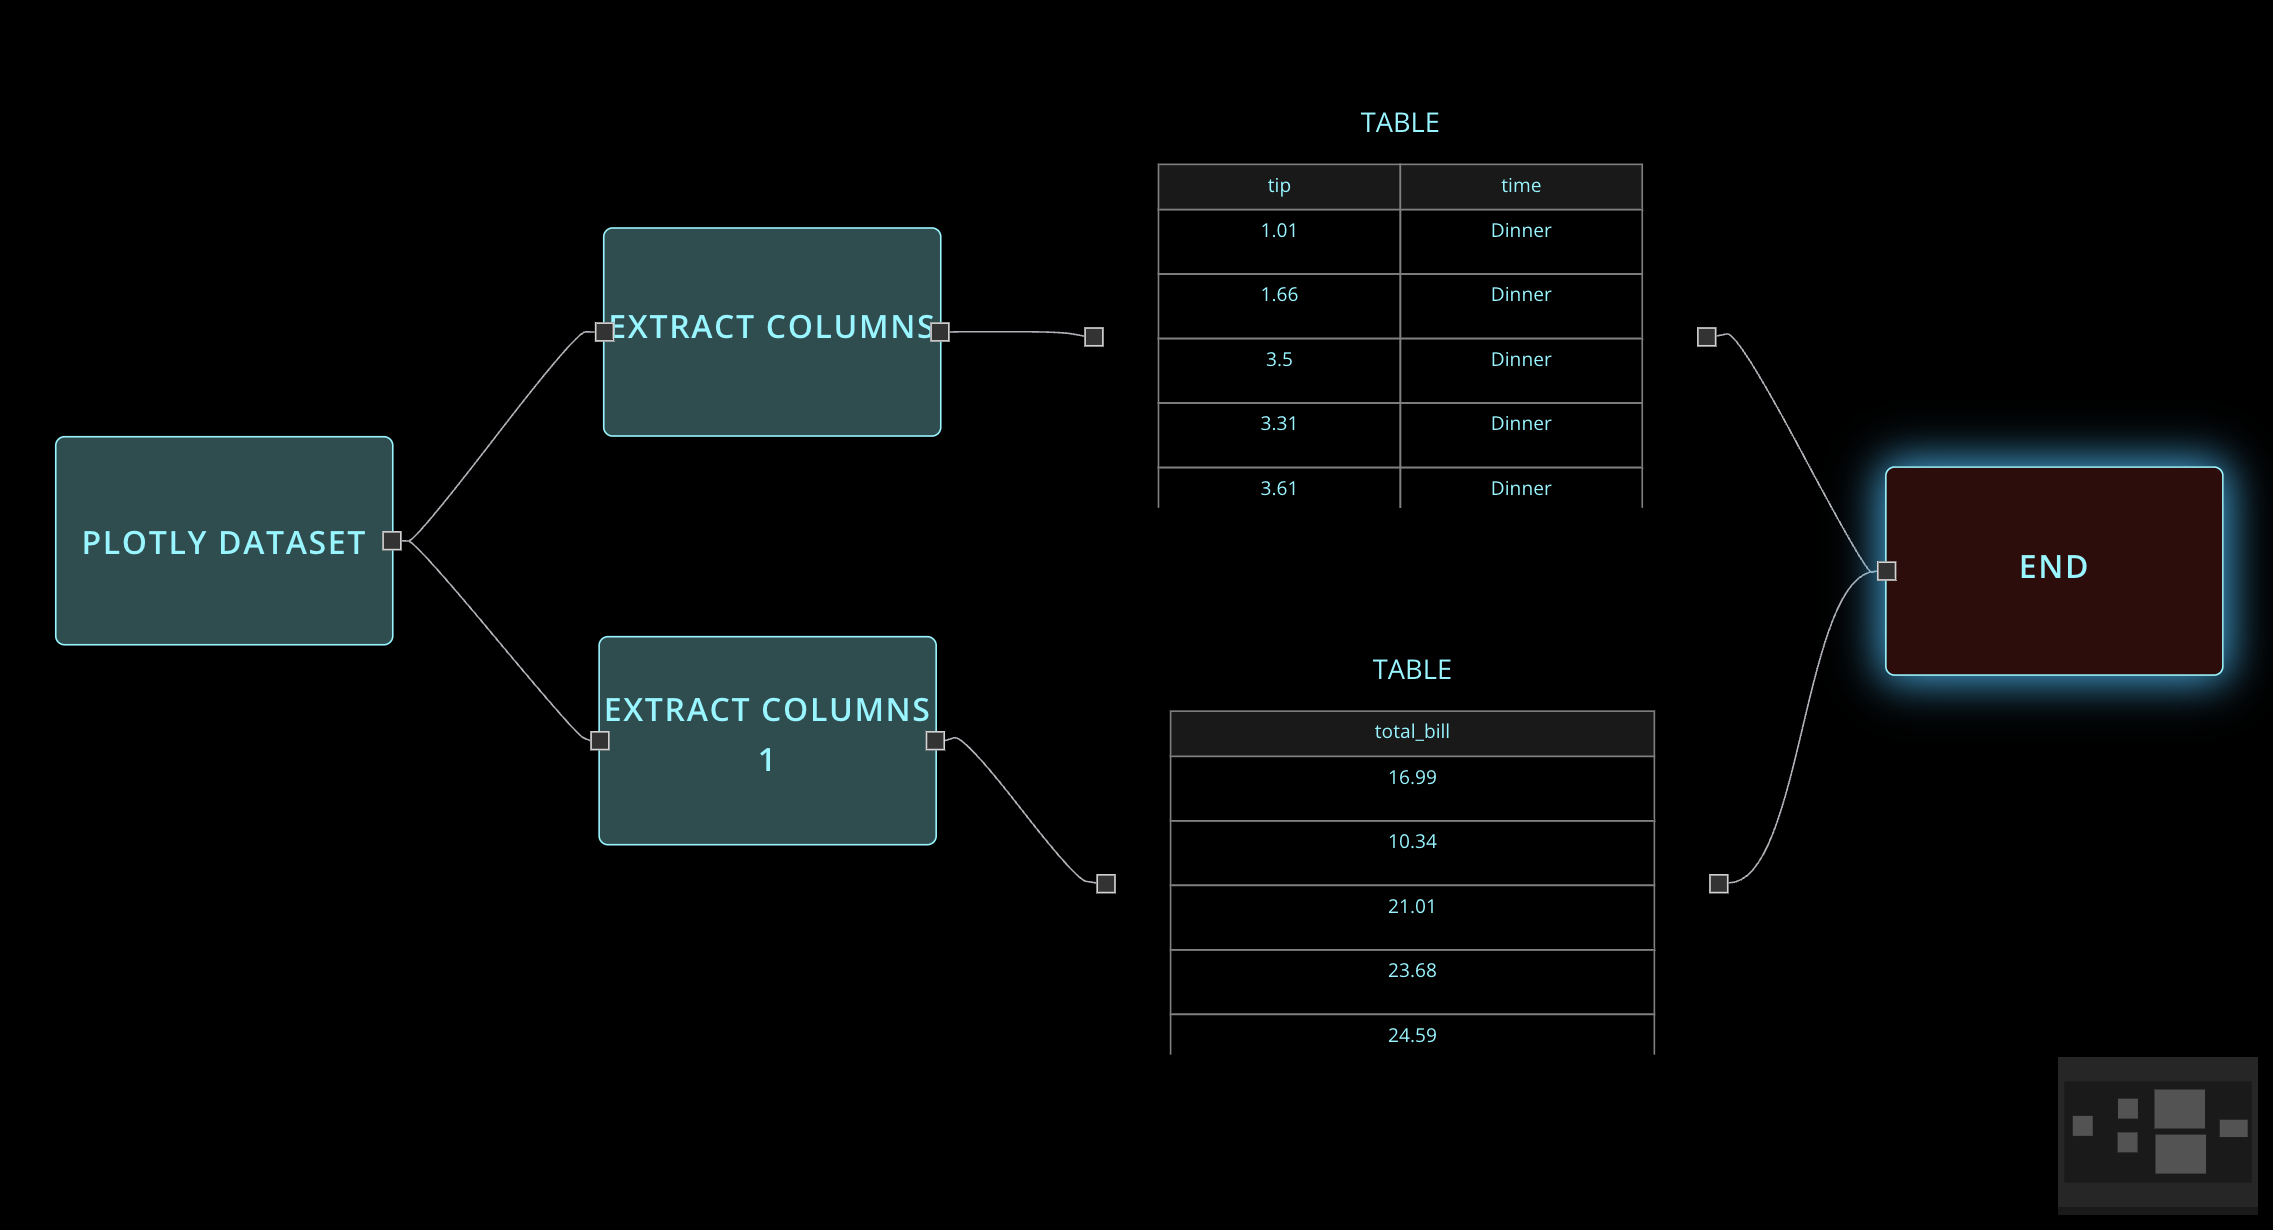 PLOTLY DATASET
EXTRACT COLUMNS
EXTRACT COLUMNS
1
TABLE
tip time
1.01 Dinner
1.66 Dinner
3.5 Dinner
3.31 Dinner
3.61 Dinner
TABLE
total_bill
16.99
10.34
21.01
23.68
24.59
END